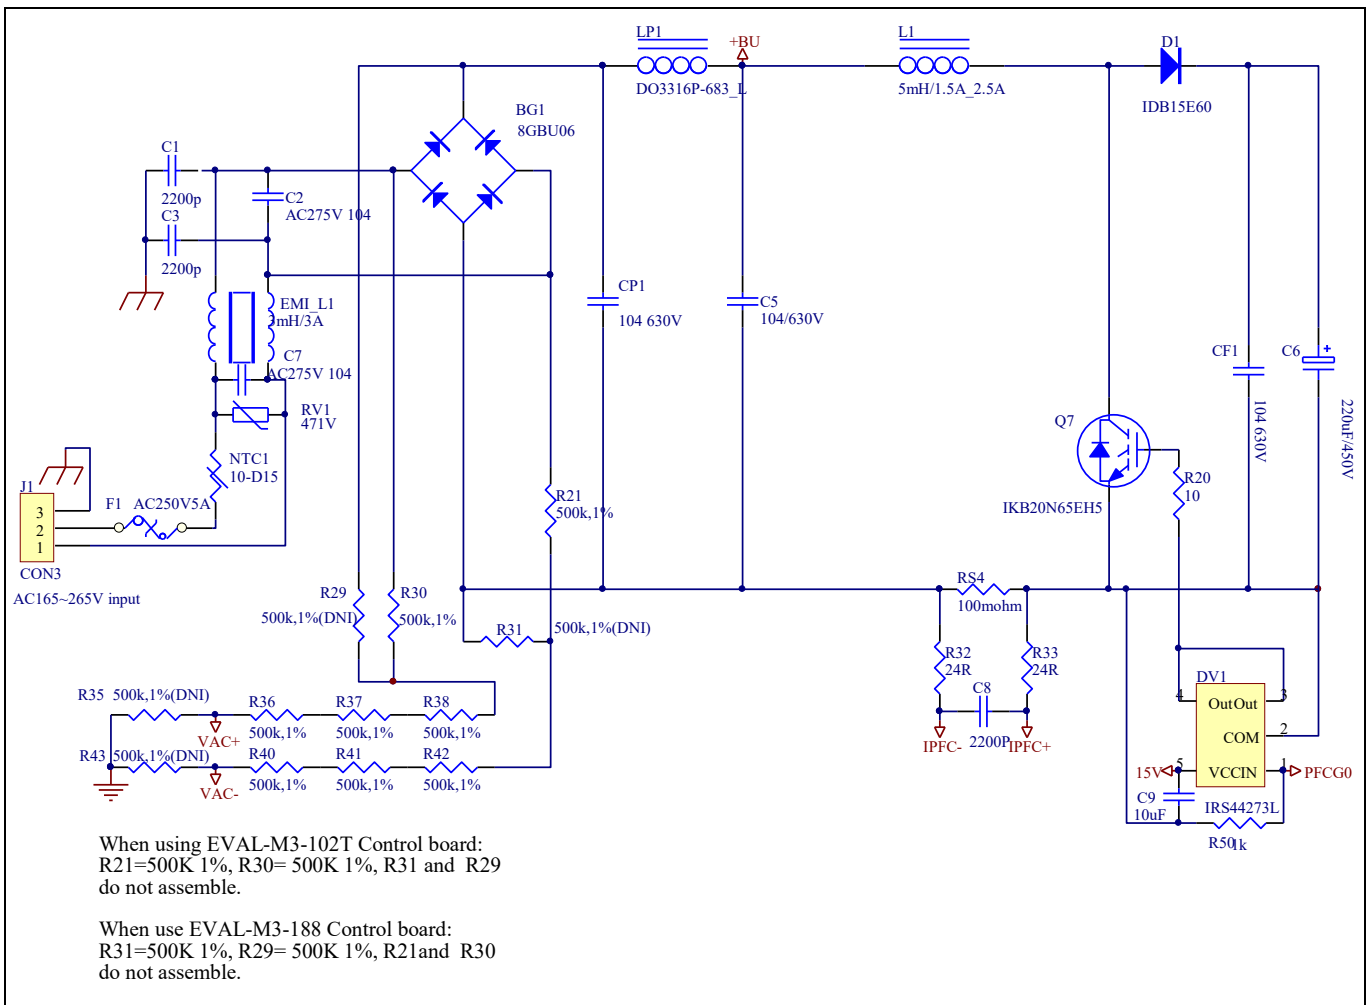 LP1
+BU
L1
D1
DO3316P-683_L
5mH/1.5A_2.5A
IDB15E60
BG1
8GBU06
C1
2200p
C2
AC275V 104
C3
2200p
EMI_L1
3mH/3A
C7
AC275V 104
RV1
471V
NTC1
10-D15
CP1
104 630V
C5
104/630V
CF1
104 630V
C6
+
220uF/450V
Q7
IKB20N65EH5
R20
10
J1
3
2
1
F1 AC250V5A
CON3
AC165~265V input
R21
500k,1%
R29
500k,1%(DNI)
R30
500k,1%
R31
500k,1%(DNI)
RS4
100mohm
R32
24R
R33
24R
C8
2200P
IPFC-
IPFC+
R35 500k,1%(DNI)
R36
500k,1%
R37
500k,1%
R38
500k,1%
VAC+
R43 500k,1%(DNI)
R40
500k,1%
R41
500k,1%
R42
500k,1%
VAC-
DV1
4
OutOut
3
COM
2
15V
5
VCCIN
1
PFCG0
C9
10uF
IRS44273L
R50
1k
When using EVAL-M3-102T Control board:
R21=500K 1%, R30= 500K 1%, R31 and R29
do not assemble.
When use EVAL-M3-188 Control board:
R31=500K 1%, R29= 500K 1%, R21and R30
do not assemble.